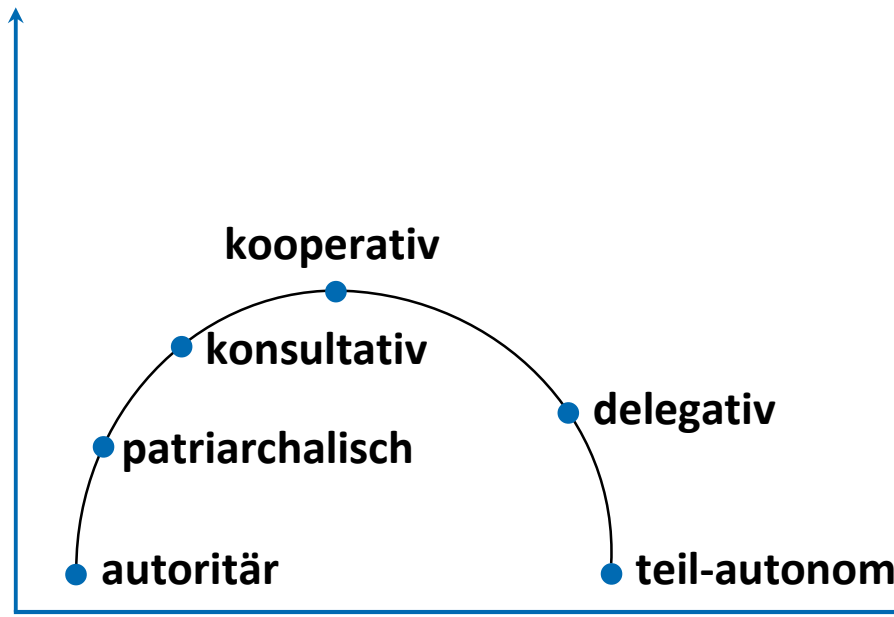 kooperativ
konsultativ
delegativ
patriarchalisch
autoritär
teil-autonom